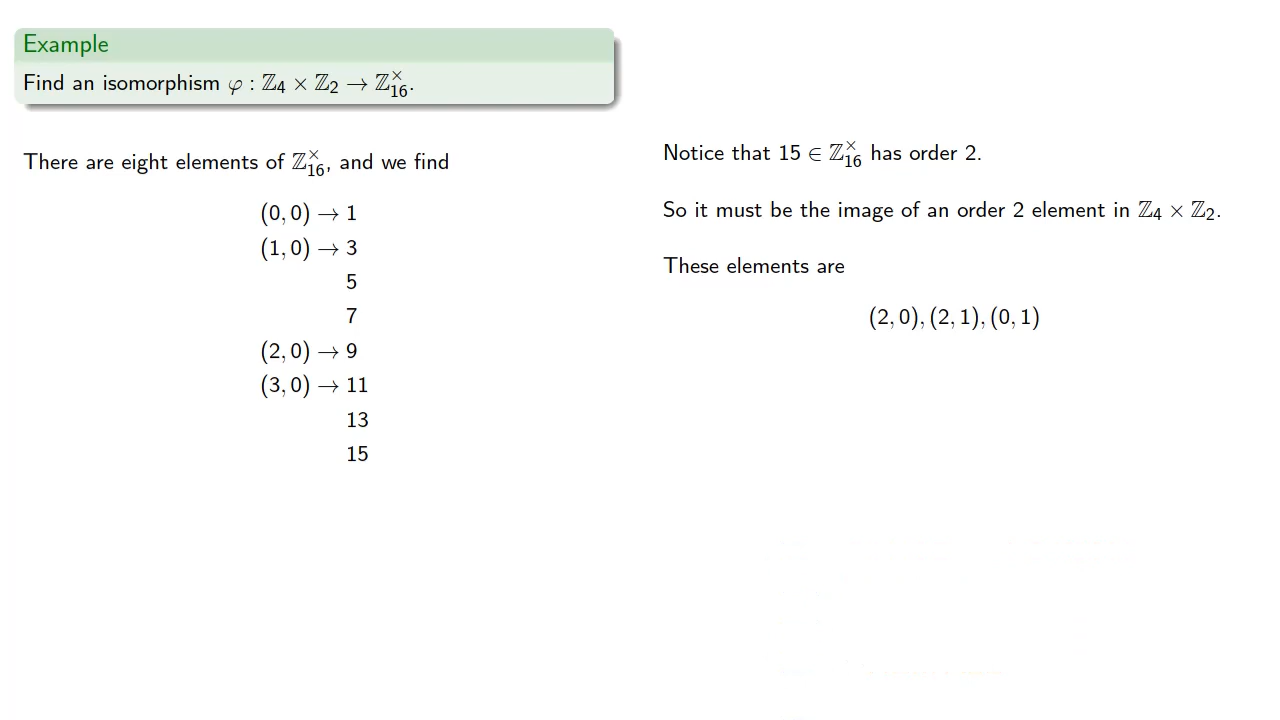 Example
Find an isomorphism φ : ℤ₄ × ℤ₂ → ℤ₁₆ˣ.
There are eight elements of ℤ₁₆ˣ, and we find
(0, 0) → 1
(1, 0) → 3
5
7
(2, 0) → 9
(3, 0) → 11
13
15
Notice that 15 ∈ ℤ₁₆ˣ has order 2.
So it must be the image of an order 2 element in ℤ₄ × ℤ₂.
These elements are
(2, 0), (2, 1), (0, 1)